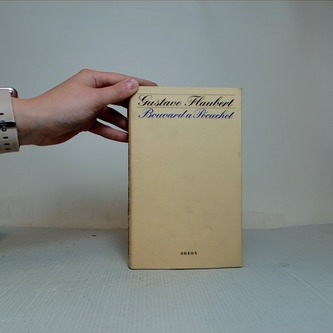 Gustave Flaubert
Bouvard a Pécuchet
ODEON